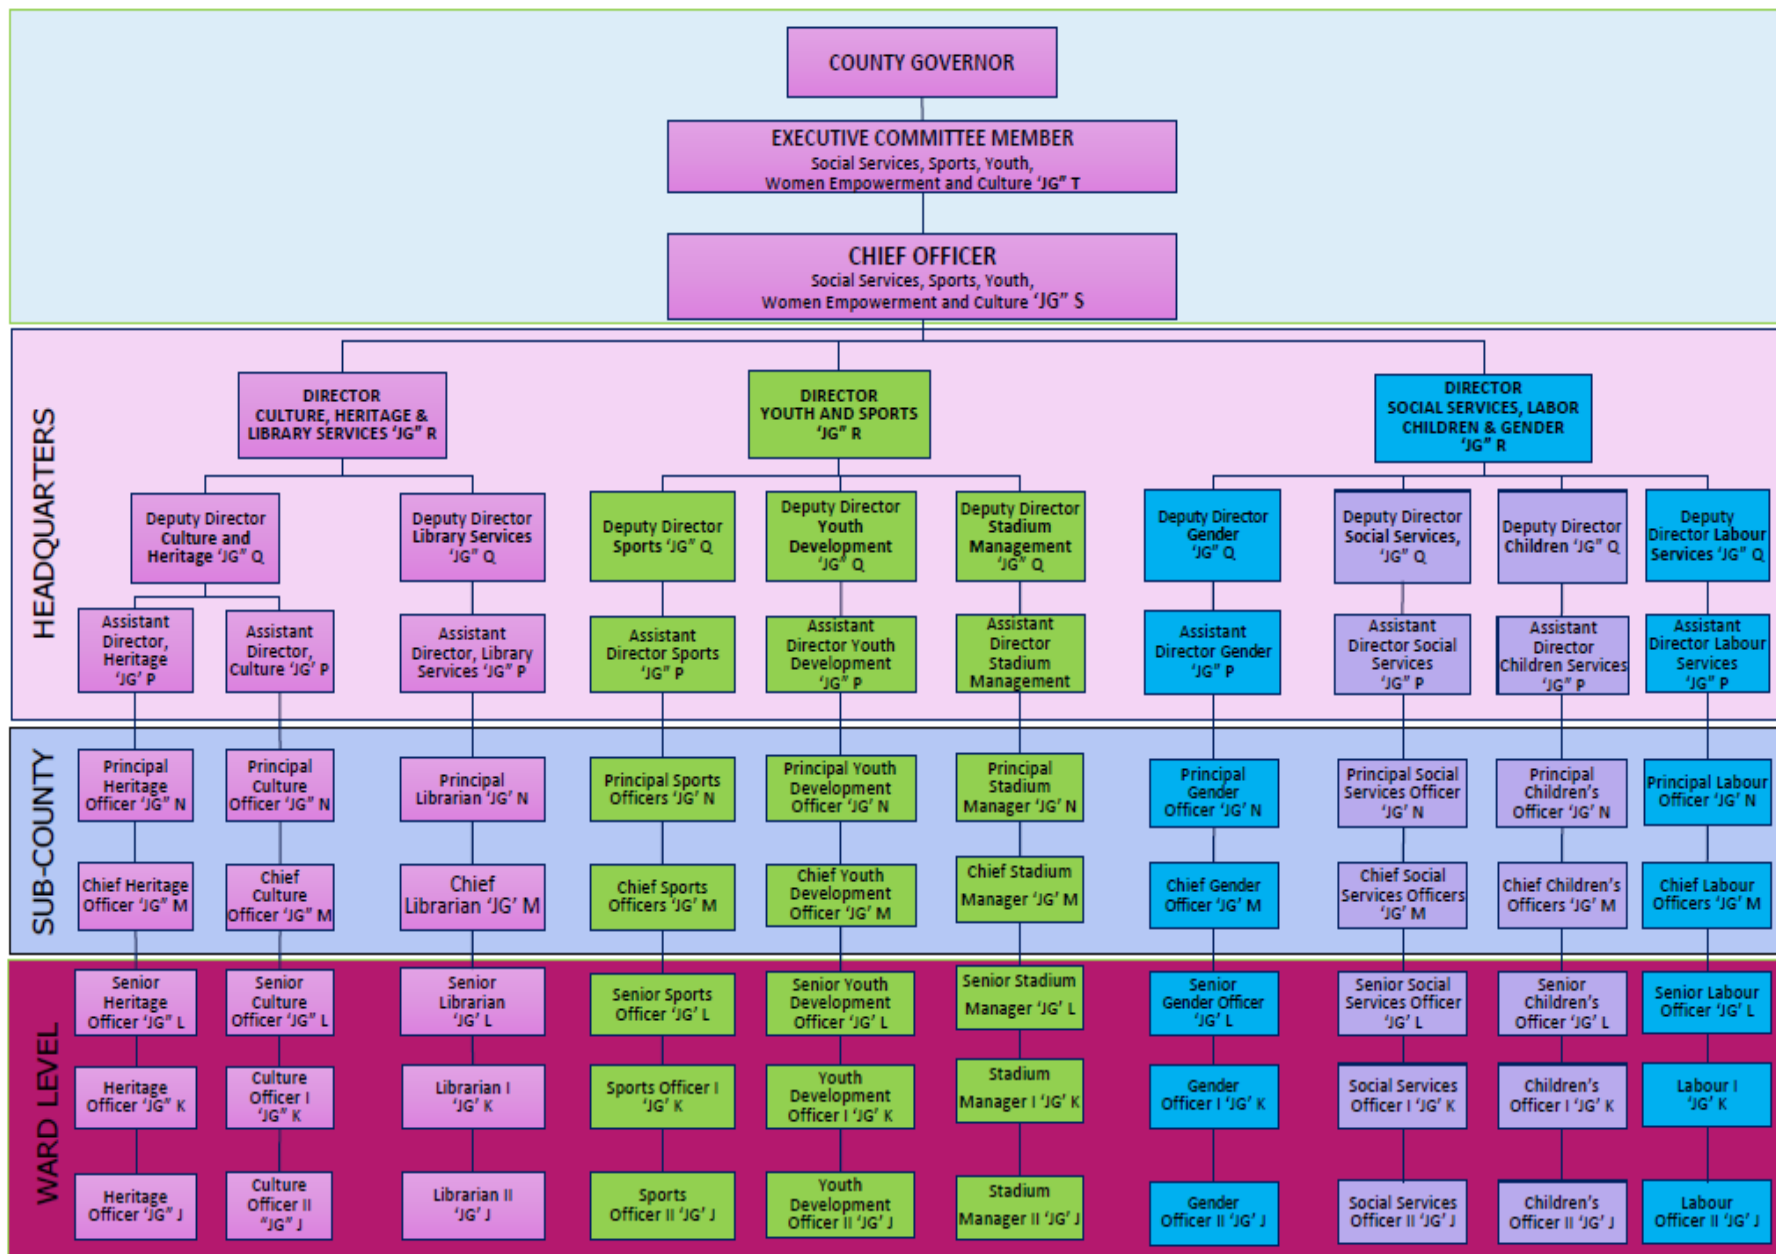 COUNTY GOVERNOR
EXECUTIVE COMMITTEE MEMBER
Social Services, Sports, Youth,
Women Empowerment and Culture ‘JG” T
CHIEF OFFICER
Social Services, Sports, Youth,
Women Empowerment and Culture ‘JG” S
HEADQUARTERS
DIRECTOR
CULTURE, HERITAGE &
LIBRARY SERVICES ‘JG” R
DIRECTOR
YOUTH AND SPORTS
‘JG” R
DIRECTOR
SOCIAL SERVICES, LABOR
CHILDREN & GENDER
‘JG” R
Deputy Director
Culture and
Heritage ‘JG” Q
Deputy Director
Library Services
‘JG” Q
Deputy Director
Sports ‘JG” Q
Deputy Director
Youth
Development
‘JG” Q
Deputy Director
Stadium
Management
‘JG” Q
Deputy Director
Gender
‘JG” Q
Deputy Director
Social Services,
‘JG” Q
Deputy Director
Children ‘JG” Q
Deputy
Director Labour
Services ‘JG” Q
Assistant
Director,
Heritage
‘JG’ P
Assistant
Director,
Culture ‘JG’ P
Assistant
Director, Library
Services ‘JG” P
Assistant
Director Sports
‘JG” P
Assistant
Director Youth
Development
‘JG” P
Assistant
Director
Stadium
Management
Assistant
Director Gender
‘JG” P
Assistant
Director Social
Services
‘JG” P
Assistant
Director
Children Services
‘JG” P
Assistant
Director Labour
Services
‘JG” P
SUB-COUNTY
Principal
Heritage
Officer ‘JG” N
Principal
Culture
Officer ‘JG” N
Principal
Librarian ‘JG’ N
Principal Sports
Officers ‘JG’ N
Principal Youth
Development
Officer ‘JG’ N
Principal
Stadium
Manager ‘JG’ N
Principal
Gender
Officer ‘JG’ N
Principal Social
Services Officer
‘JG’ N
Principal
Children’s
Officer ‘JG’ N
Principal Labour
Officer ‘JG’ N
Chief Heritage
Officer ‘JG” M
Chief
Culture
Officer ‘JG” M
Chief
Librarian ‘JG’ M
Chief Sports
Officers ‘JG’ M
Chief Youth
Development
Officer ‘JG’ M
Chief Stadium
Manager ‘JG’ M
Chief Gender
Officer ‘JG’ M
Chief Social
Services Officers
‘JG’ M
Chief Children’s
Officers ‘JG’ M
Chief Labour
Officers ‘JG’ M
WARD LEVEL
Senior
Heritage
Officer ‘JG” L
Senior
Culture
Officer ‘JG” L
Senior
Librarian
‘JG’ L
Senior Sports
Officer ‘JG’ L
Senior Youth
Development
Officer ‘JG’ L
Senior Stadium
Manager ‘JG’ L
Senior
Gender Officer
‘JG’ L
Senior Social
Services Officer
‘JG’ L
Senior
Children’s
Officer ‘JG’ L
Senior Labour
Officer ‘JG’ L
Heritage
Officer ‘JG” K
Culture
Officer I
‘JG” K
Librarian I
‘JG’ K
Sports Officer I
‘JG’ K
Youth
Development
Officer I ‘JG’ K
Stadium
Manager I ‘JG’ K
Gender
Officer I ‘JG’ K
Social Services
Officer I ‘JG’ K
Children’s
Officer I ‘JG’ K
Labour I
‘JG’ K
Heritage
Officer ‘JG” J
Culture
Officer II
“JG” J
Librarian II
‘JG’ J
Sports
Officer II ‘JG’ J
Youth
Development
Officer II ‘JG’ J
Stadium
Manager II ‘JG’ J
Gender
Officer II ‘JG’ J
Social Services
Officer II ‘JG’ J
Children’s
Officer II ‘JG’ J
Labour
Officer II ‘JG’ J